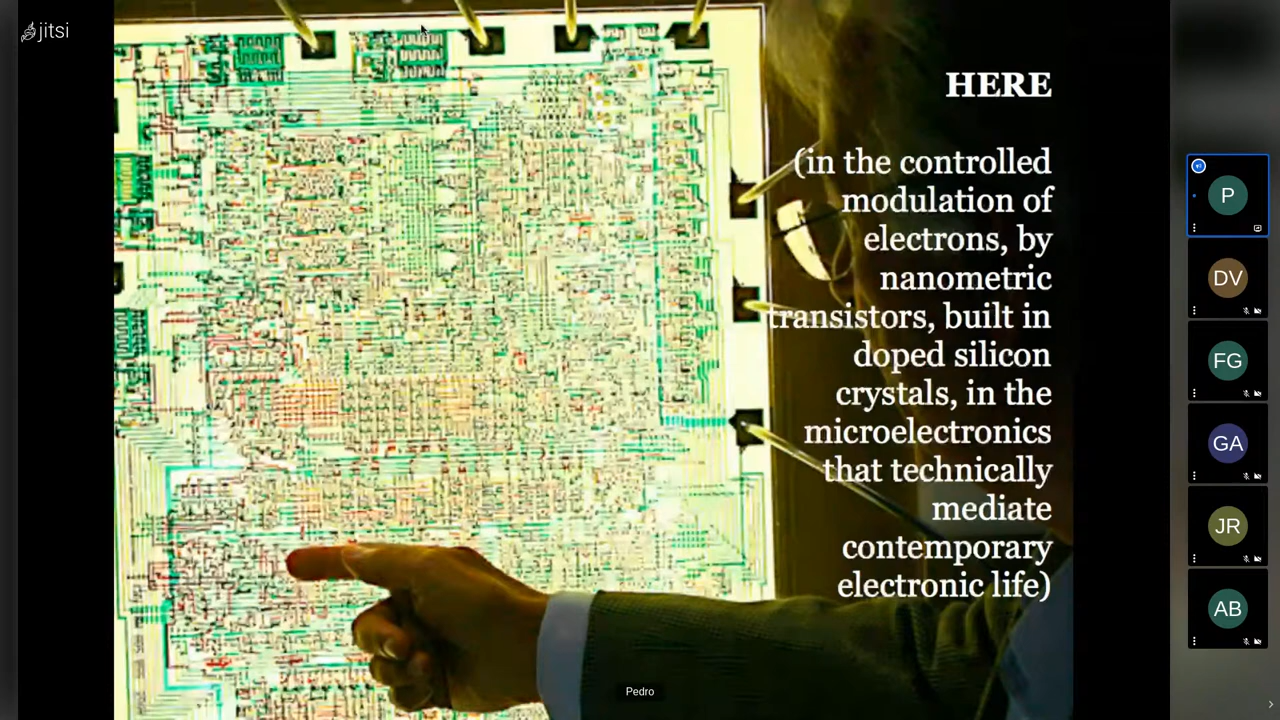 jitsi
HERE
(in the controlled
modulation of
electrons, by
nanometric
transistors, built in
doped silicon
crystals, in the
microelectronics
that technically
mediate
contemporary
electronic life)
P
DV
FG
GA
JR
AB
Pedro